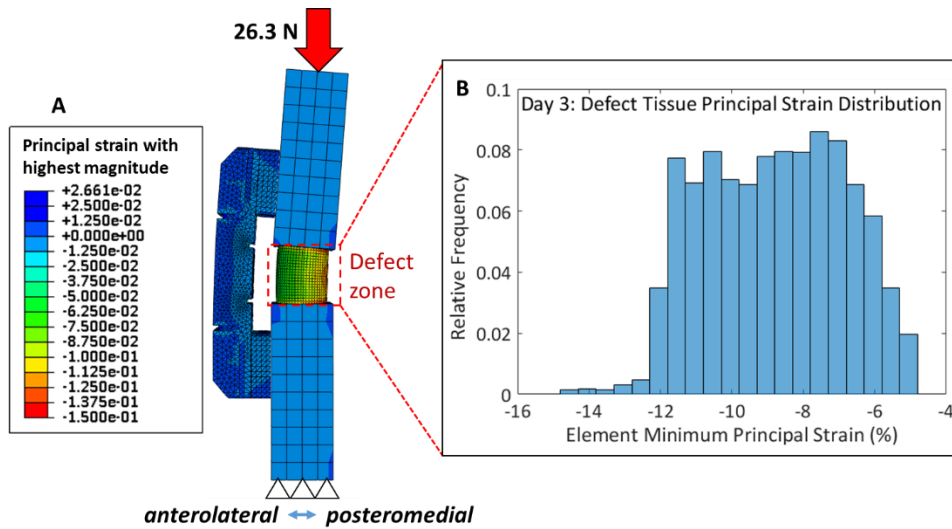 26.3 N
A
Principal strain with
highest magnitude
+2.661e-02
+2.500e-02
+1.250e-02
+0.000e+00
-1.250e-02
-2.500e-02
-3.750e-02
-5.000e-02
-6.250e-02
-7.500e-02
-8.750e-02
-1.000e-01
-1.125e-01
-1.250e-01
-1.375e-01
-1.500e-01
Defect
zone
anterolateral posteromedial
B
Day 3: Defect Tissue Principal Strain Distribution
Relative Frequency
0.1
0.08
0.06
0.04
0.02
0
-16 -14 -12 -10 -8 -6 -4
Element Minimum Principal Strain (%)